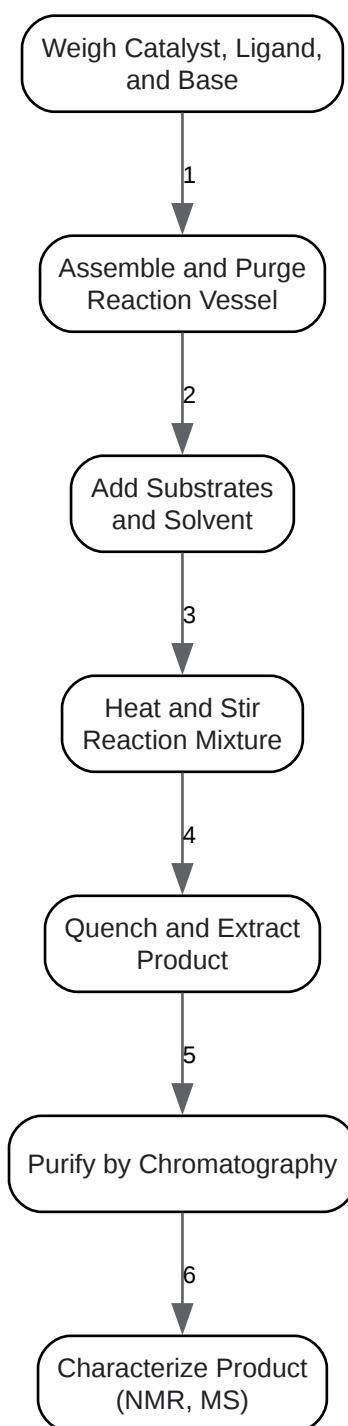 Weigh Catalyst, Ligand,
and Base
1
Assemble and Purge
Reaction Vessel
2
Add Substrates
and Solvent
3
Heat and Stir
Reaction Mixture
4
Quench and Extract
Product
5
Purify by Chromatography
6
Characterize Product
(NMR, MS)